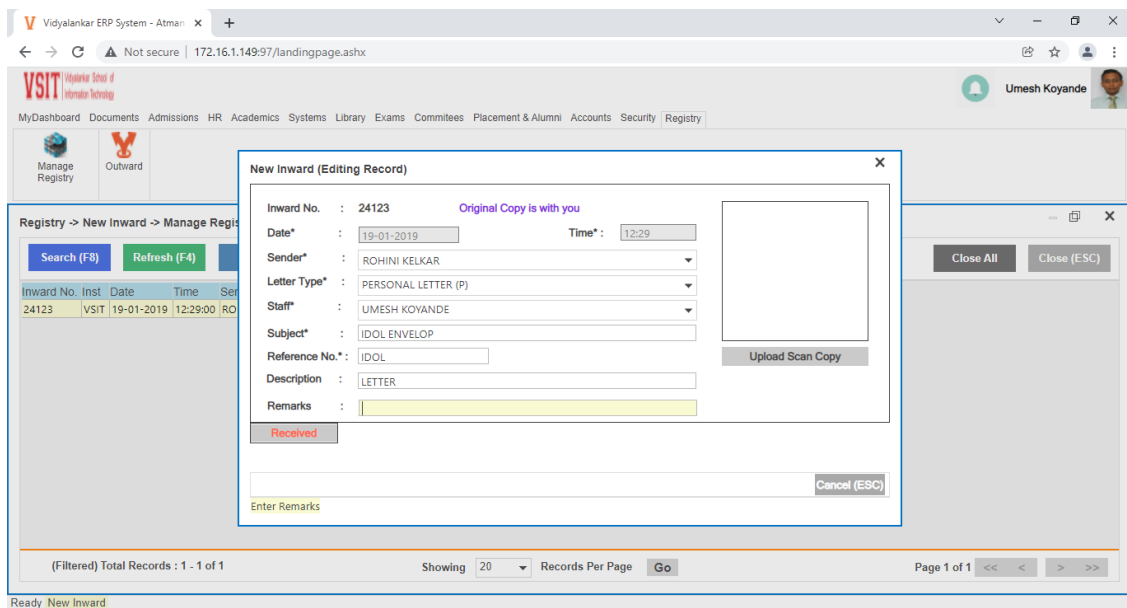 Vidyalankar ERP System - Atman
Not secure | 172.16.1.149:97/landingpage.ashx
VSIT Vidyalankar School of
Information Technology
Umesh Koyande
MyDashboard Documents Admissions HR Academics Systems Library Exams Commitees Placement & Alumni Accounts Security Registry
Manage
Registry
Outward
New Inward (Editing Record)
Registry -> New Inward -> Manage Regis
Search (F8) Refresh (F4) Close All Close (ESC)
Inward No. Inst Date Time Ser
24123 VSIT 19-01-2019 12:29:00 RO
Inward No. : 24123 Original Copy is with you
Date* : 19-01-2019 Time* : 12:29
Sender* : ROHINI KELKAR
Letter Type* : PERSONAL LETTER (P)
Staff* : UMESH KOYANDE
Subject* : IDOL ENVELOP
Reference No.* : IDOL Upload Scan Copy
Description : LETTER
Remarks :
Received
Cancel (ESC)
Enter Remarks
(Filtered) Total Records : 1 - 1 of 1 Showing 20 Records Per Page Go Page 1 of 1 << < > >>
Ready New Inward